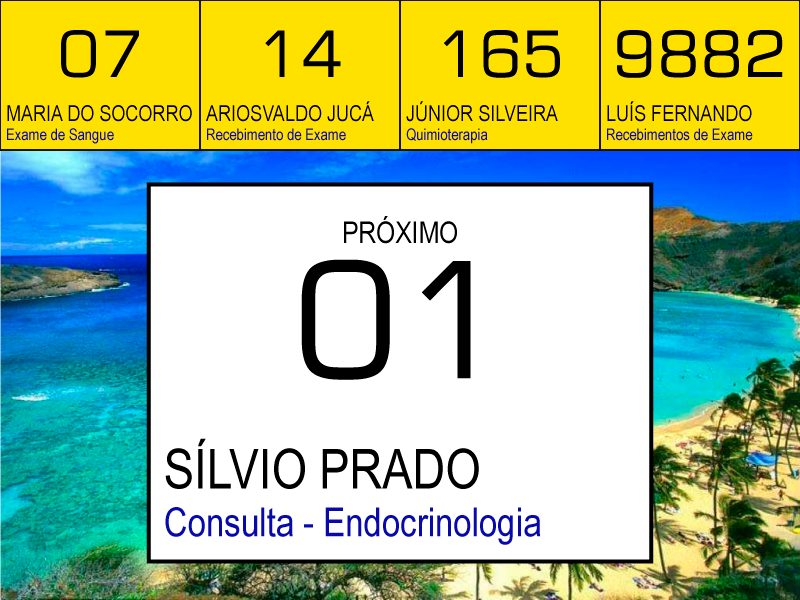 07
MARIA DO SOCORRO
Exame de Sangue
14
ARIOSVALDO JUCÁ
Recebimento de Exame
165
JÚNIOR SILVEIRA
Quimioterapia
9882
LUÍS FERNANDO
Recebimentos de Exame
PRÓXIMO
01
SÍLVIO PRADO
Consulta - Endocrinologia